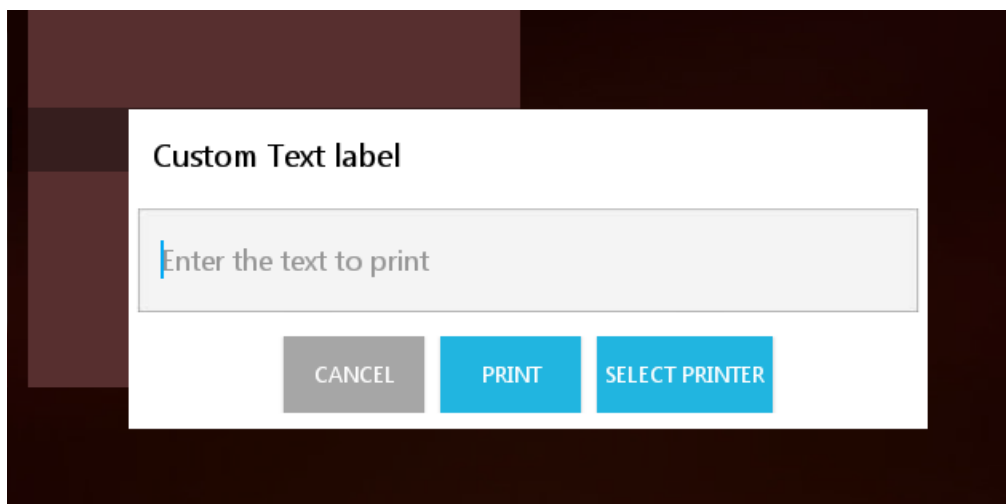 Custom Text label
Enter the text to print
CANCEL PRINT SELECT PRINTER